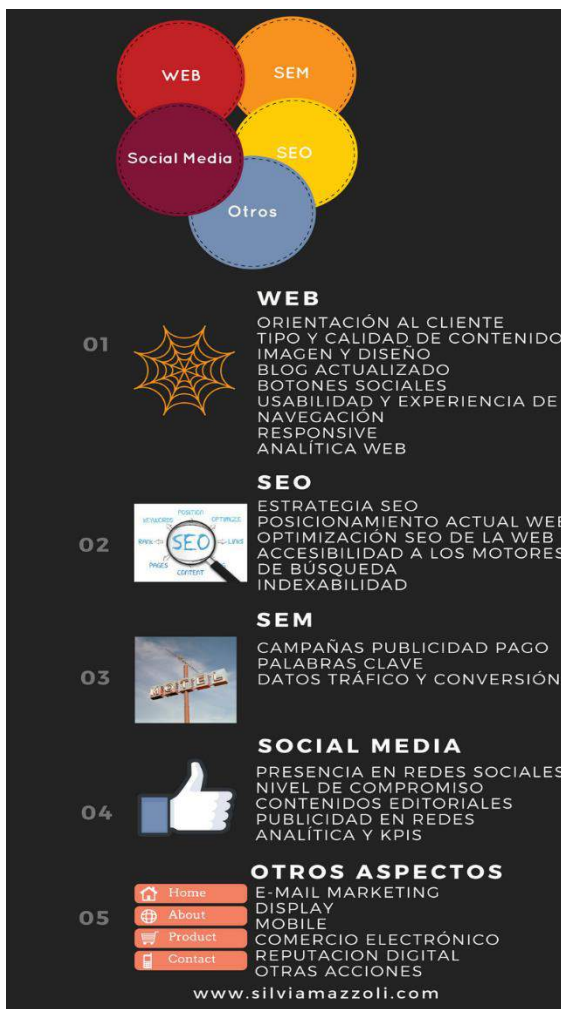 WEB
SEM
Social Media
SEO
Otros
WEB
01
ORIENTACIÓN AL CLIENTE
TIPO Y CALIDAD DE CONTENIDO
IMAGEN Y DISEÑO
BLOG ACTUALIZADO
BOTONES SOCIALES
USABILIDAD Y EXPERIENCIA DE
NAVEGACIÓN
RESPONSIVE
ANALÍTICA WEB
SEO
02
POSITION
KEYWORDS
OPTIMIZE
RANK
SEO
LINKS
PAGES
CONTENT
ESTRATEGIA SEO
POSICIONAMIENTO ACTUAL WEB
OPTIMIZACIÓN SEO DE LA WEB
ACCESIBILIDAD A LOS MOTORES
DE BÚSQUEDA
INDEXABILIDAD
SEM
03
MOTEL
CAMPAÑAS PUBLICIDAD PAGO
PALABRAS CLAVE
DATOS TRÁFICO Y CONVERSIÓN
SOCIAL MEDIA
04
PRESENCIA EN REDES SOCIALES
NIVEL DE COMPROMISO
CONTENIDOS EDITORIALES
PUBLICIDAD EN REDES
ANALÍTICA Y KPIS
OTROS ASPECTOS
05
Home
About
Product
Contact
E-MAIL MARKETING
DISPLAY
MOBILE
COMERCIO ELECTRÓNICO
REPUTACION DIGITAL
OTRAS ACCIONES
www.silviamazzoli.com